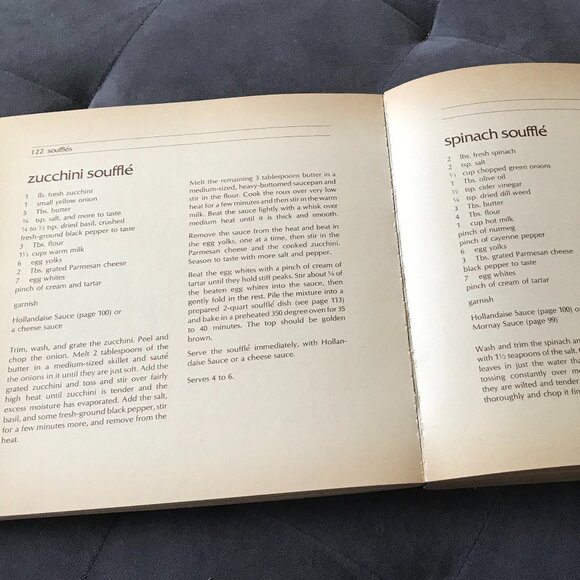 122 soufflés
zucchini soufflé
1 lb. fresh zucchini
1 small yellow onion
5 Tbs. butter
¾ tsp. salt, and more to taste
¼ to ½ tsp. dried basil, crushed
fresh-ground black pepper to taste
3 Tbs. flour
1⅓ cups warm milk
6 egg yolks
2 Tbs. grated Parmesan cheese
7 egg whites
pinch of cream and tartar
garnish
Hollandaise Sauce (page 100) or
a cheese sauce
Trim, wash, and grate the zucchini. Peel and
chop the onion. Melt 2 tablespoons of the
butter in a medium-sized skillet and sauté
the onions in it until they are just soft. Add the
grated zucchini and toss and stir over fairly
high heat until zucchini is tender and the
excess moisture has evaporated. Add the salt,
basil, and some fresh-ground black pepper, stir
for a few minutes more, and remove from the
heat.
Melt the remaining 3 tablespoons butter in a
medium-sized, heavy-bottomed saucepan and
stir in the flour. Cook the roux over very low
heat for a few minutes and then stir in the warm
milk. Beat the sauce lightly with a whisk over
medium heat until it is thick and smooth.
Remove the sauce from the heat and beat in
the egg yolks, one at a time, then stir in the
Parmesan cheese and the cooked zucchini.
Season to taste with more salt and pepper.
Beat the egg whites with a pinch of cream of
tartar until they hold stiff peaks. Stir about ¼ of
the beaten egg whites into the sauce, then
gently fold in the rest. Pile the mixture into a
prepared 2-quart soufflé dish (see page 113)
and bake in a preheated 350 degree oven for 35
to 40 minutes. The top should be golden
brown.
Serve the soufflé immediately, with Hollan-
daise Sauce or a cheese sauce.
Serves 4 to 6.
spinach soufflé
2 lbs. fresh spinach
2 tsp. salt
⅓ cup chopped green onions
1 Tbs. olive oil
½ tsp. cider vinegar
¼ tsp. dried dill weed
3 Tbs. butter
4 Tbs. flour
1 cup hot milk
pinch of nutmeg
pinch of cayenne pepper
6 egg yolks
3 Tbs. grated Parmesan cheese
black pepper to taste
7 egg whites
pinch of cream of tartar
garnish
Hollandaise Sauce (page 100) or
Mornay Sauce (page 99)
Wash and trim the spinach an
with 1½ teaspoons of the salt,
leaves in just the water tha
tossing constantly over m
they are wilted and tender
thoroughly and chop it fin